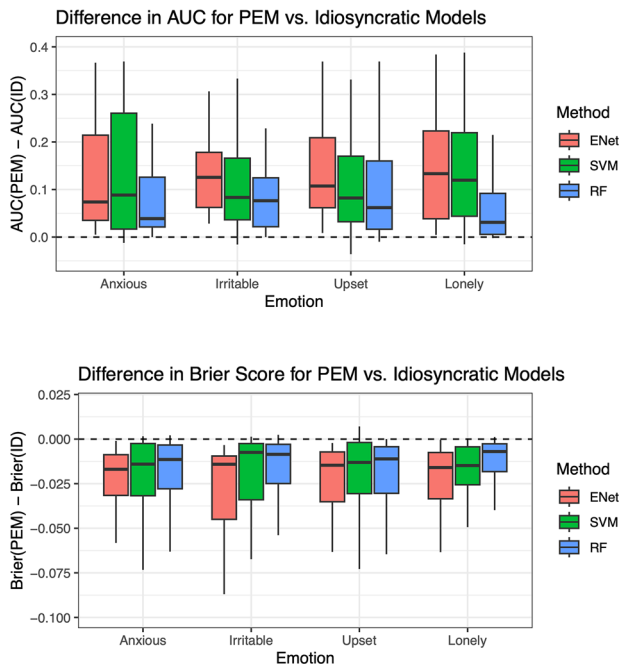 Difference in AUC for PEM vs. Idiosyncratic Models
AUC(PEM) − AUC(ID)
0.4
0.3
0.2
0.1
0.0
Anxious Irritable Upset Lonely
Emotion
Method
ENet
SVM
RF
Difference in Brier Score for PEM vs. Idiosyncratic Models
Brier(PEM) − Brier(ID)
0.025
0.000
−0.025
−0.050
−0.075
−0.100
Anxious Irritable Upset Lonely
Emotion
Method
ENet
SVM
RF